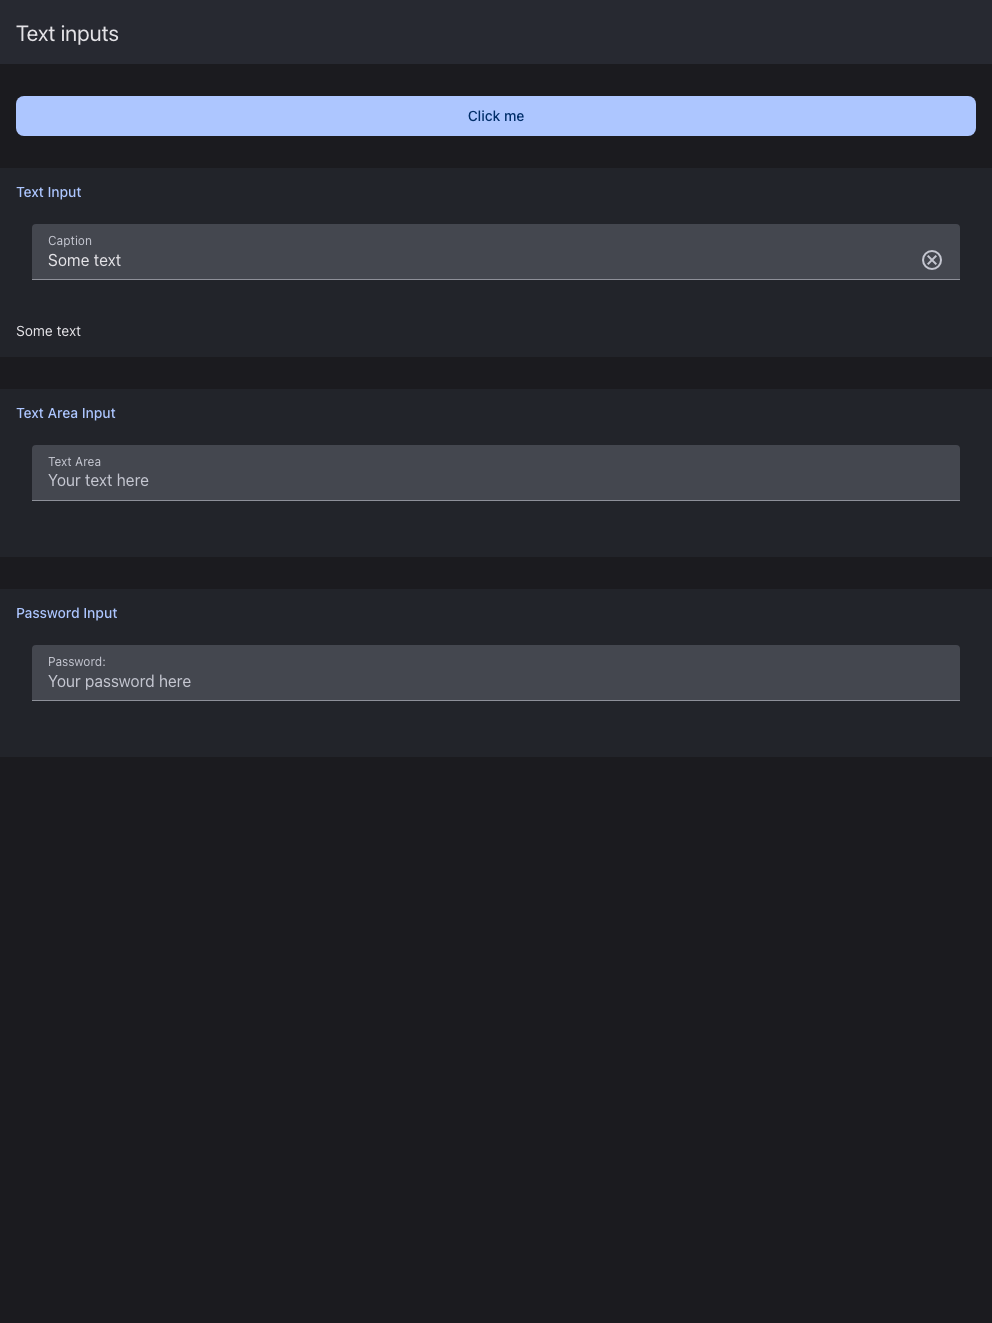 Text inputs
Click me
Text Input
Caption
Some text
Some text
Text Area Input
Text Area
Your text here
Password Input
Password:
Your password here